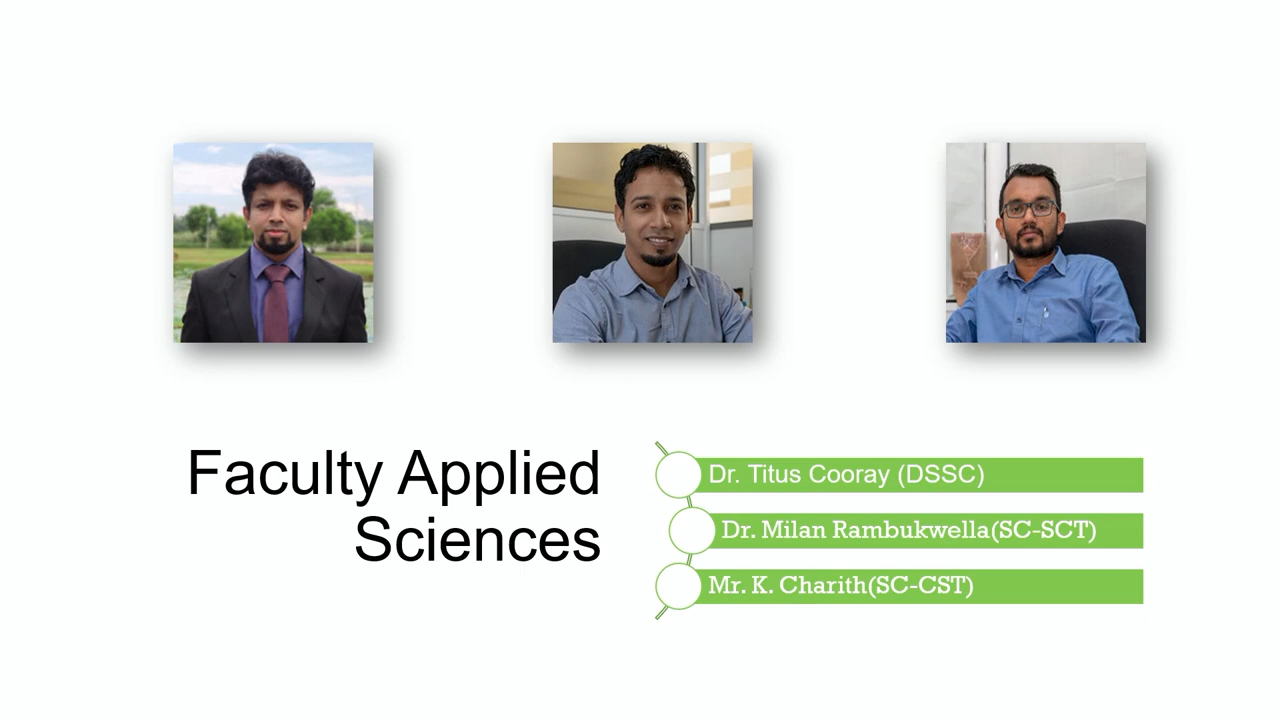 Faculty Applied
Sciences
Dr. Titus Cooray (DSSC)
Dr. Milan Rambukwella(SC-SCT)
Mr. K. Charith(SC-CST)